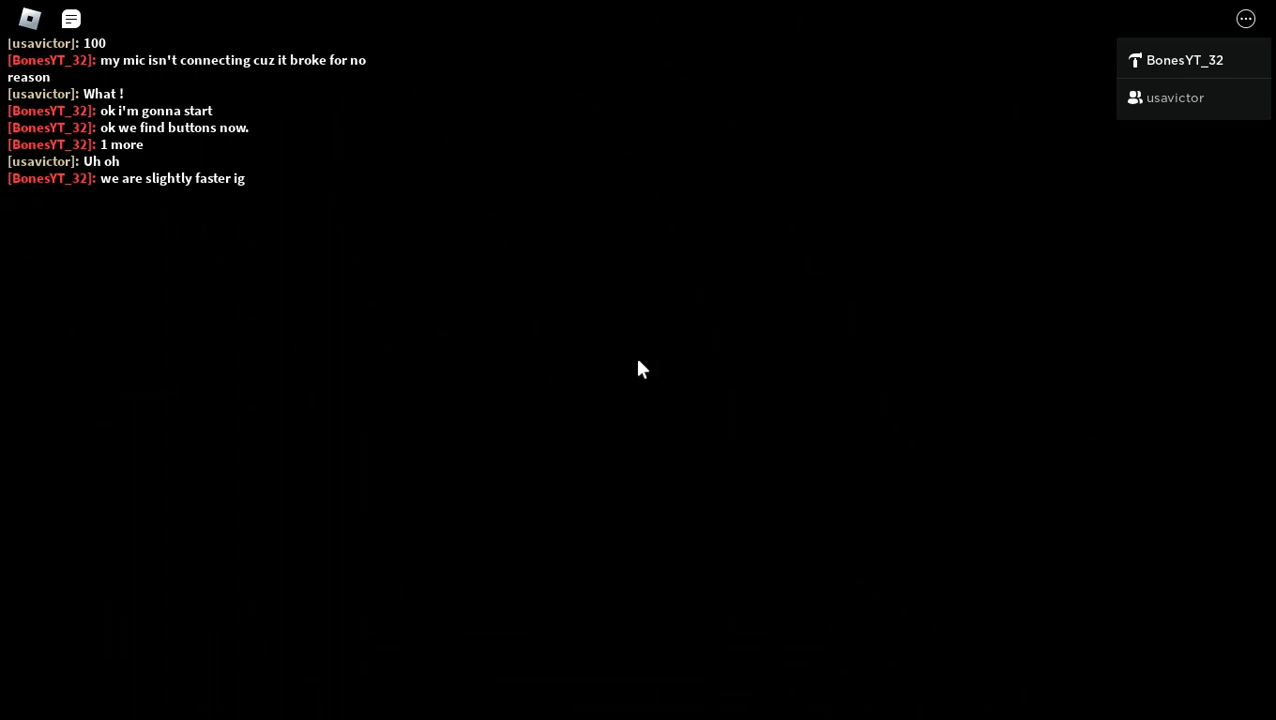 [usavictor]: 100
[BonesYT_32]: my mic isn't connecting cuz it broke for no
reason
[usavictor]: What !
[BonesYT_32]: ok i'm gonna start
[BonesYT_32]: ok we find buttons now.
[BonesYT_32]: 1 more
[usavictor]: Uh oh
[BonesYT_32]: we are slightly faster ig
BonesYT_32
usavictor